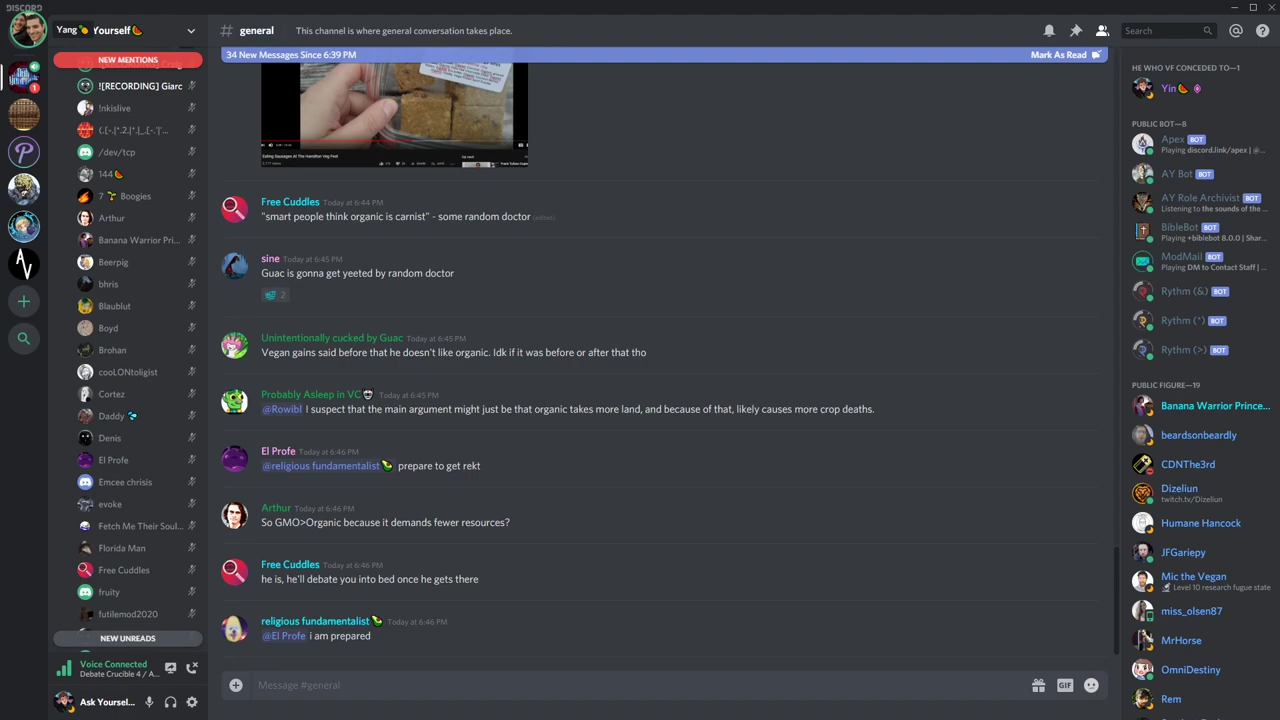 DISCORD
Yang Yourself
NEW MENTIONS
![RECORDING] Giarc
!nkislive
/dev/tcp
144
7 Boogies
Arthur
Banana Warrior Pri...
Beerpig
bhris
Blaublut
Boyd
Brohan
cooLONtoligist
Cortez
Daddy
Denis
El Profe
Emcee chrisis
evoke
Fetch Me Their Soul...
Florida Man
Free Cuddles
fruity
futilemod2020
NEW UNREADS
Voice Connected
Debate Crucible 4 / A...
Ask Yoursel...
# general
This channel is where general conversation takes place.
Search
34 New Messages Since 6:39 PM
Mark As Read
Eating Sausages At The Hamilton Veg Fest
Up next
Free Cuddles Today at 6:44 PM
"smart people think organic is carnist" - some random doctor (edited)
sine Today at 6:45 PM
Guac is gonna get yeeted by random doctor
2
Unintentionally cucked by Guac Today at 6:45 PM
Vegan gains said before that he doesn't like organic. Idk if it was before or after that tho
Probably Asleep in VC Today at 6:45 PM
@Rowibl I suspect that the main argument might just be that organic takes more land, and because of that, likely causes more crop deaths.
El Profe Today at 6:46 PM
@religious fundamentalist prepare to get rekt
Arthur Today at 6:46 PM
So GMO>Organic because it demands fewer resources?
Free Cuddles Today at 6:46 PM
he is, he'll debate you into bed once he gets there
religious fundamentalist Today at 6:46 PM
@El Profe i am prepared
Message #general
GIF
HE WHO VF CONCEDED TO—1
Yin
PUBLIC BOT—8
Apex BOT
Playing discord.link/apex | @...
AY Bot BOT
AY Role Archivist BOT
Listening to the sounds of the ...
BibleBot BOT
Playing +biblebot 8.0.0 | Shar...
ModMail BOT
Playing DM to Contact Staff | ...
Rythm (&) BOT
Rythm (*) BOT
Rythm (>) BOT
PUBLIC FIGURE—19
Banana Warrior Prince...
beardsonbeardly
CDNThe3rd
Dizeliun
twitch.tv/Dizeliun
Humane Hancock
JFGariepy
Mic the Vegan
Level 10 research fugue state
miss_olsen87
MrHorse
OmniDestiny
Rem